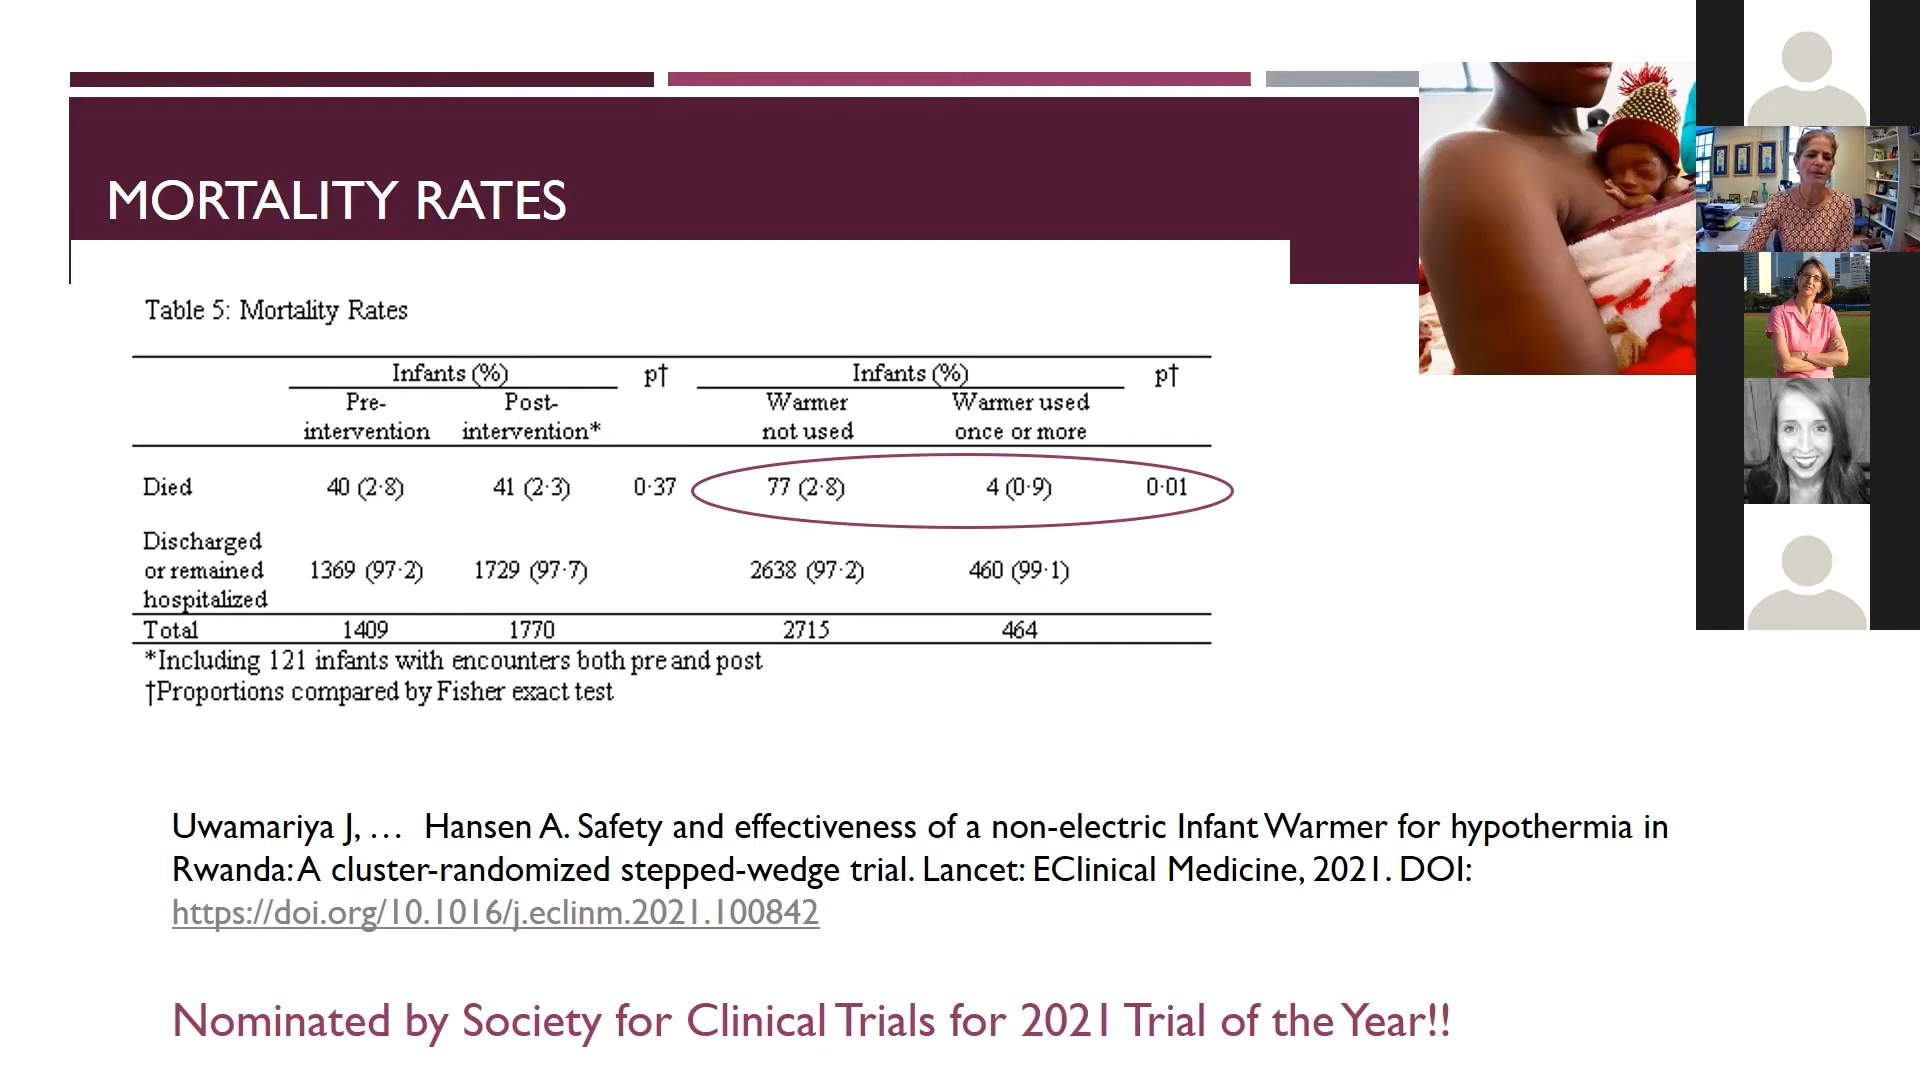 MORTALITY RATES
Table 5: Mortality Rates
Infants (%) p† Infants (%) p†
Pre- Post- Warmer Warmer used
intervention intervention* not used once or more
Died 40 (2·8) 41 (2·3) 0·37 77 (2·8) 4 (0·9) 0·01
Discharged
or remained 1369 (97·2) 1729 (97·7) 2638 (97·2) 460 (99·1)
hospitalized
Total 1409 1770 2715 464
*Including 121 infants with encounters both pre and post
†Proportions compared by Fisher exact test
Uwamariya J, … Hansen A. Safety and effectiveness of a non-electric Infant Warmer for hypothermia in
Rwanda: A cluster-randomized stepped-wedge trial. Lancet: EClinical Medicine, 2021. DOI:
https://doi.org/10.1016/j.eclinm.2021.100842
Nominated by Society for Clinical Trials for 2021 Trial of the Year!!